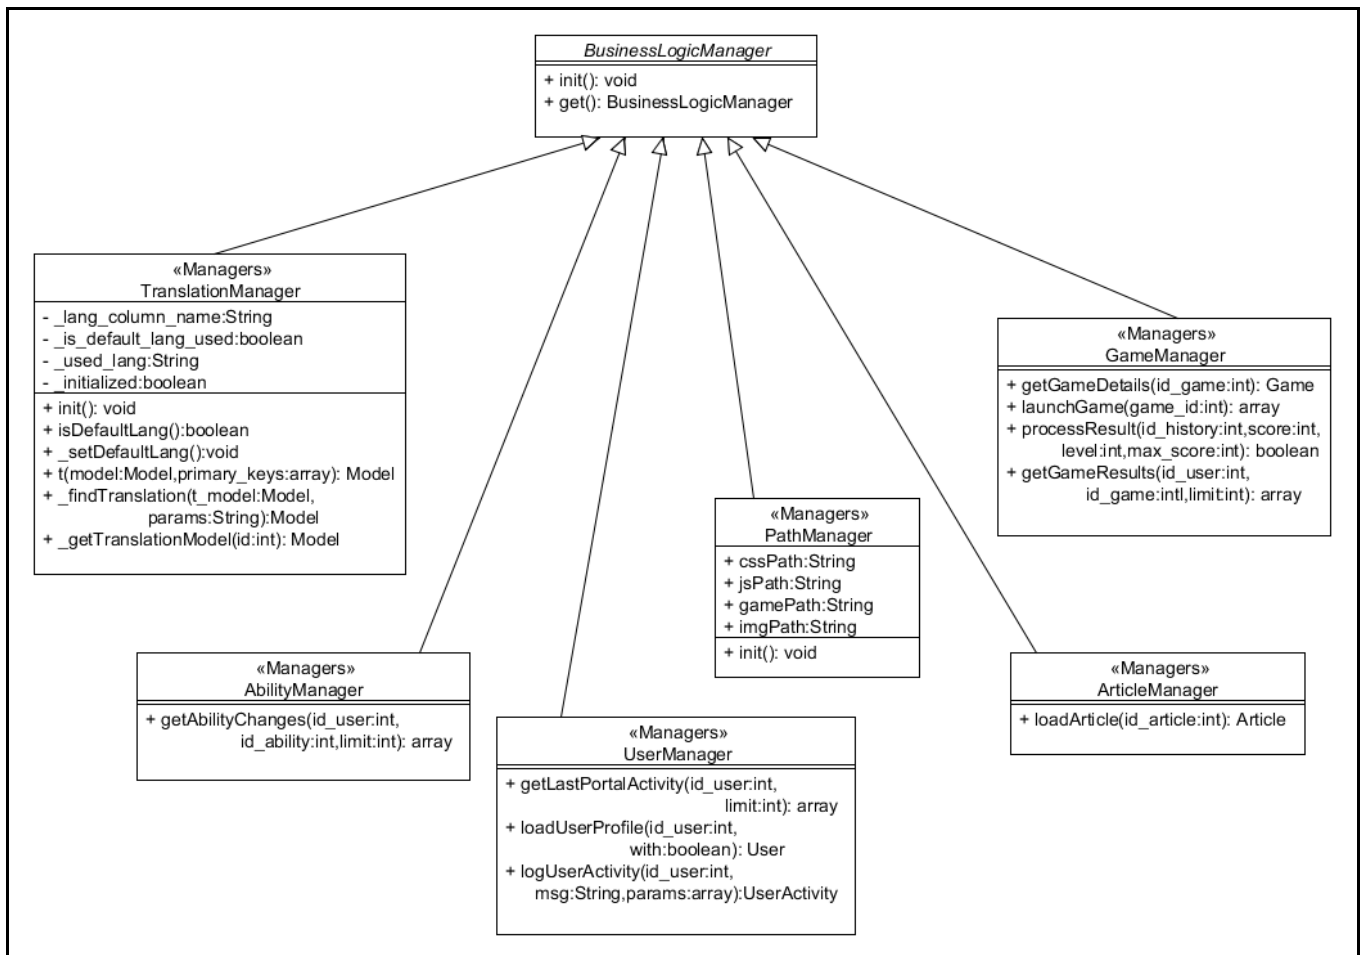 BusinessLogicManager
+ init(): void
+ get(): BusinessLogicManager
«Managers»
TranslationManager
- _lang_column_name:String
- _is_default_lang_used:boolean
- _used_lang:String
- _initialized:boolean
+ init(): void
+ isDefaultLang():boolean
+ _setDefaultLang():void
+ t(model:Model,primary_keys:array): Model
+ _findTranslation(t_model:Model,
params:String):Model
+ _getTranslationModel(id:int): Model
«Managers»
GameManager
+ getGameDetails(id_game:int): Game
+ launchGame(game_id:int): array
+ processResult(id_history:int,score:int,
level:int,max_score:int): boolean
+ getGameResults(id_user:int,
id_game:intl,limit:int): array
«Managers»
PathManager
+ cssPath:String
+ jsPath:String
+ gamePath:String
+ imgPath:String
+ init(): void
«Managers»
AbilityManager
+ getAbilityChanges(id_user:int,
id_ability:int,limit:int): array
«Managers»
UserManager
+ getLastPortalActivity(id_user:int,
limit:int): array
+ loadUserProfile(id_user:int,
with:boolean): User
+ logUserActivity(id_user:int,
msg:String,params:array):UserActivity
«Managers»
ArticleManager
+ loadArticle(id_article:int): Article